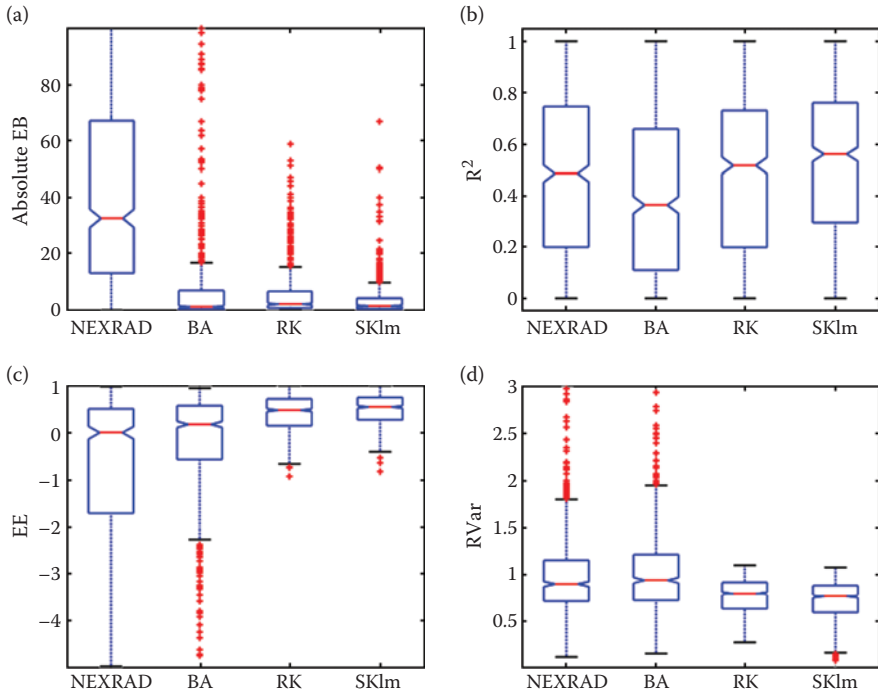 (a)
Absolute EB
80
60
40
20
0
NEXRAD BA RK SKlm
(b)
R²
1
0.8
0.6
0.4
0.2
0
NEXRAD BA RK SKlm
(c)
EE
1
0
−1
−2
−3
−4
NEXRAD BA RK SKlm
(d)
RVar
3
2.5
2
1.5
1
0.5
NEXRAD BA RK SKlm